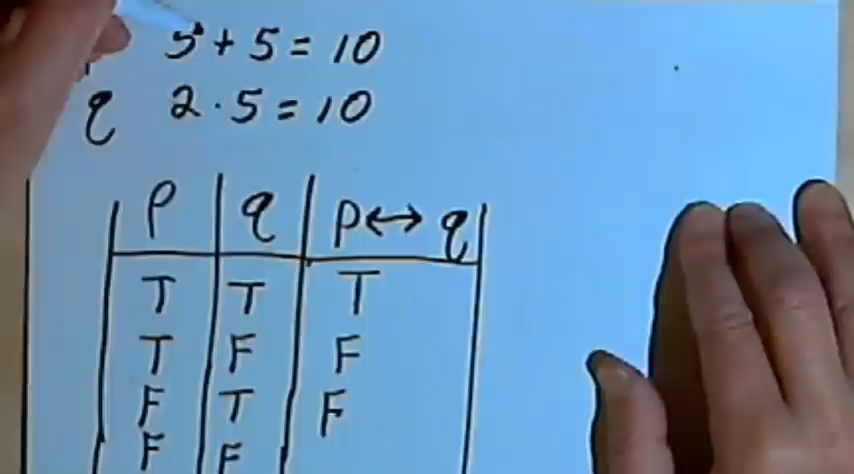 5 + 5 = 10
q 2 · 5 = 10
p q p ↔ q
T T T
T F F
F T F
F F